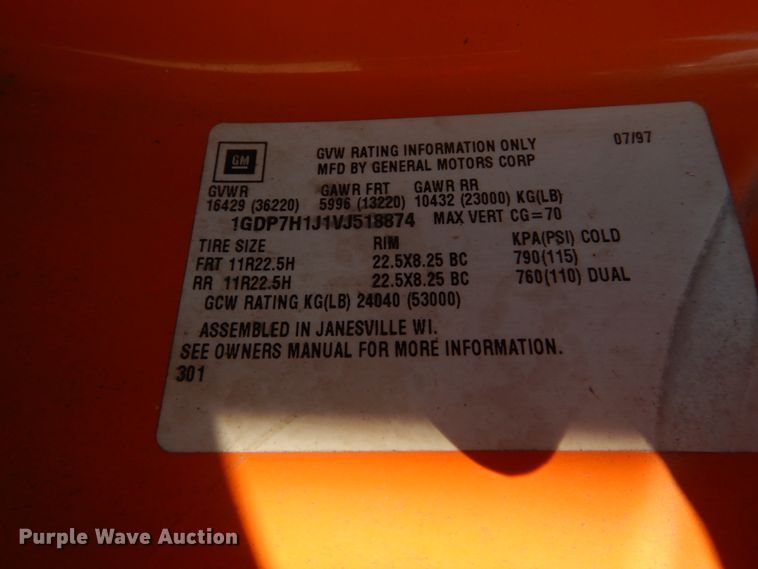 GM
GVW RATING INFORMATION ONLY 07/97
MFD BY GENERAL MOTORS CORP
GVWR GAWR FRT GAWR RR
16429 (36220) 5996 (13220) 10432 (23000) KG(LB)
1GDP7H1J1VJ518874 MAX VERT CG=70
TIRE SIZE RIM KPA(PSI) COLD
FRT 11R22.5H 22.5X8.25 BC 790(115)
RR 11R22.5H 22.5X8.25 BC 760(110) DUAL
GCW RATING KG(LB) 24040 (53000)
ASSEMBLED IN JANESVILLE WI.
SEE OWNERS MANUAL FOR MORE INFORMATION.
301
Purple Wave Auction